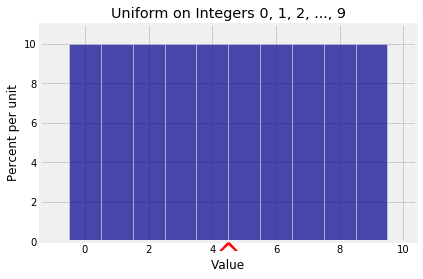 Uniform on Integers 0, 1, 2, ..., 9
Percent per unit
10
8
6
4
2
0
0 2 4 6 8 10
Value